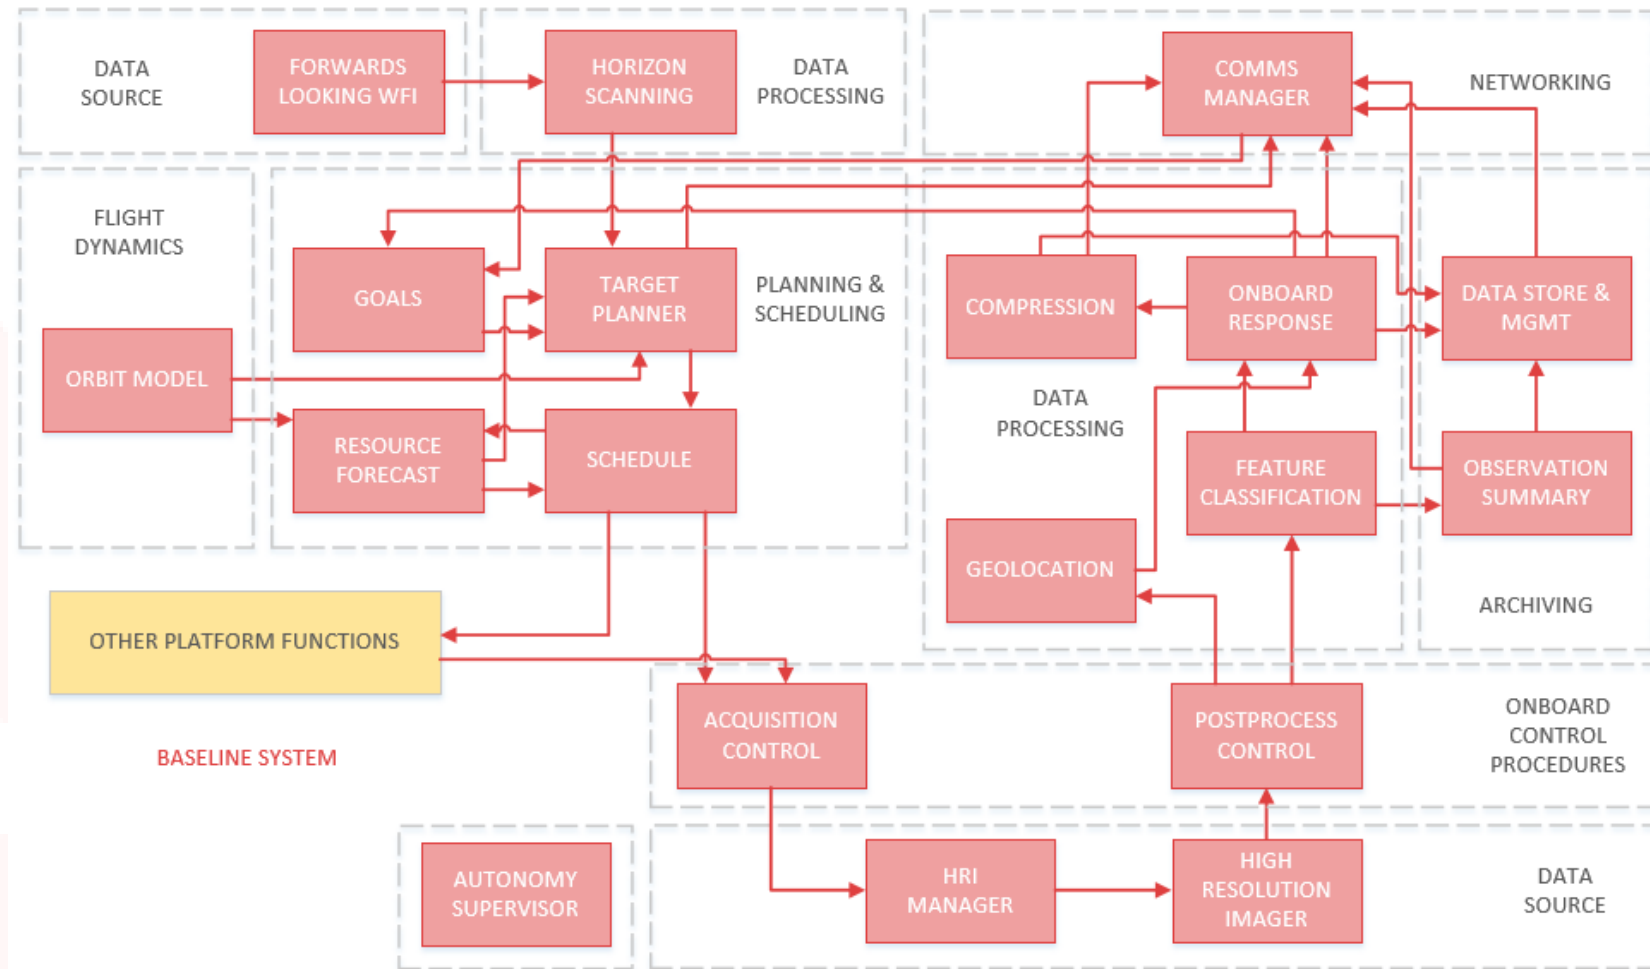 DATA
SOURCE
FORWARDS
LOOKING WFI
HORIZON
SCANNING
DATA
PROCESSING
COMMS
MANAGER
NETWORKING
FLIGHT
DYNAMICS
GOALS
TARGET
PLANNER
PLANNING &
SCHEDULING
COMPRESSION
ONBOARD
RESPONSE
DATA STORE &
MGMT
ORBIT MODEL
RESOURCE
FORECAST
SCHEDULE
DATA
PROCESSING
FEATURE
CLASSIFICATION
OBSERVATION
SUMMARY
GEOLOCATION
ARCHIVING
OTHER PLATFORM FUNCTIONS
ACQUISITION
CONTROL
POSTPROCESS
CONTROL
ONBOARD
CONTROL
PROCEDURES
BASELINE SYSTEM
AUTONOMY
SUPERVISOR
HRI
MANAGER
HIGH
RESOLUTION
IMAGER
DATA
SOURCE